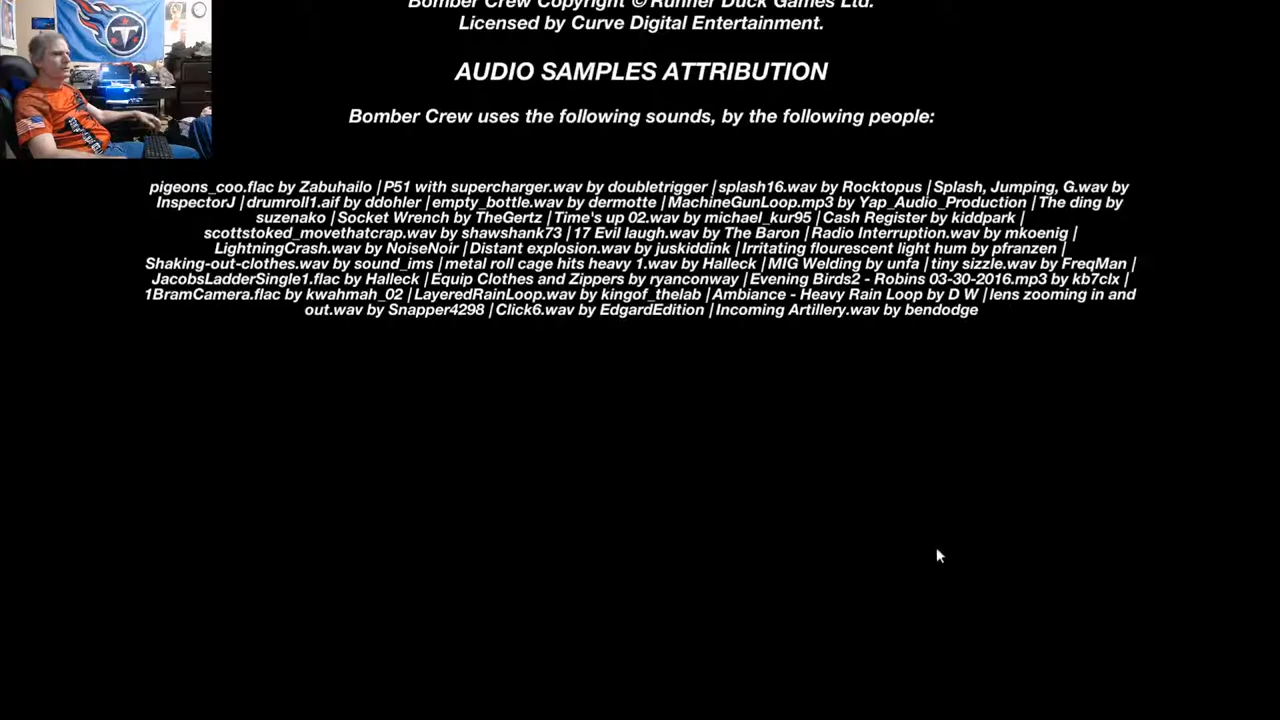 Bomber Crew Copyright © Runner Duck Games Ltd.
Licensed by Curve Digital Entertainment.
AUDIO SAMPLES ATTRIBUTION
Bomber Crew uses the following sounds, by the following people:
pigeons_coo.flac by Zabuhailo | P51 with supercharger.wav by doubletrigger | splash16.wav by Rocktopus | Splash, Jumping, G.wav by
InspectorJ | drumroll1.aif by ddohler | empty_bottle.wav by dermotte | MachineGunLoop.mp3 by Yap_Audio_Production | The ding by
suzenako | Socket Wrench by TheGertz | Time's up 02.wav by michael_kur95 | Cash Register by kiddpark |
scottstoked_movethatcrap.wav by shawshank73 | 17 Evil laugh.wav by The Baron | Radio Interruption.wav by mkoenig |
LightningCrash.wav by NoiseNoir | Distant explosion.wav by juskiddink | Irritating flourescent light hum by pfranzen |
Shaking-out-clothes.wav by sound_ims | metal roll cage hits heavy 1.wav by Halleck | MIG Welding by unfa | tiny sizzle.wav by FreqMan |
JacobsLadderSingle1.flac by Halleck | Equip Clothes and Zippers by ryanconway | Evening Birds2 - Robins 03-30-2016.mp3 by kb7clx |
1BramCamera.flac by kwahmah_02 | LayeredRainLoop.wav by kingof_thelab | Ambiance - Heavy Rain Loop by D W | lens zooming in and
out.wav by Snapper4298 | Click6.wav by EdgardEdition | Incoming Artillery.wav by bendodge